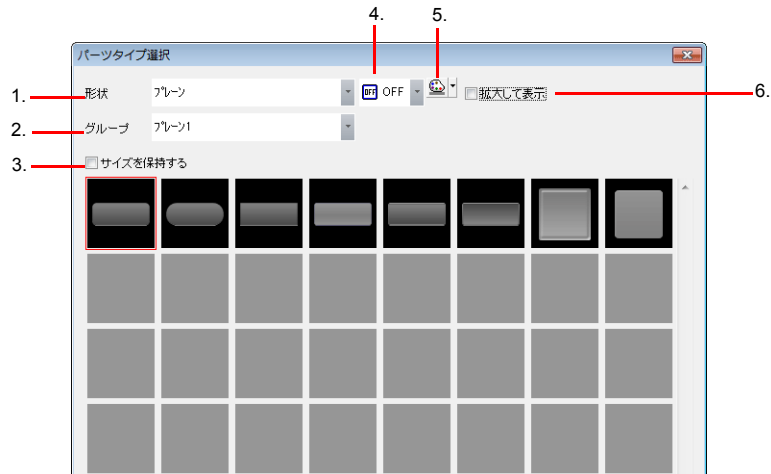 4.
5.
パーツタイプ選択
1.
形状
プレーン
OFF
OFF
拡大して表示
6.
2.
グループ
プレーン1
3.
サイズを保持する